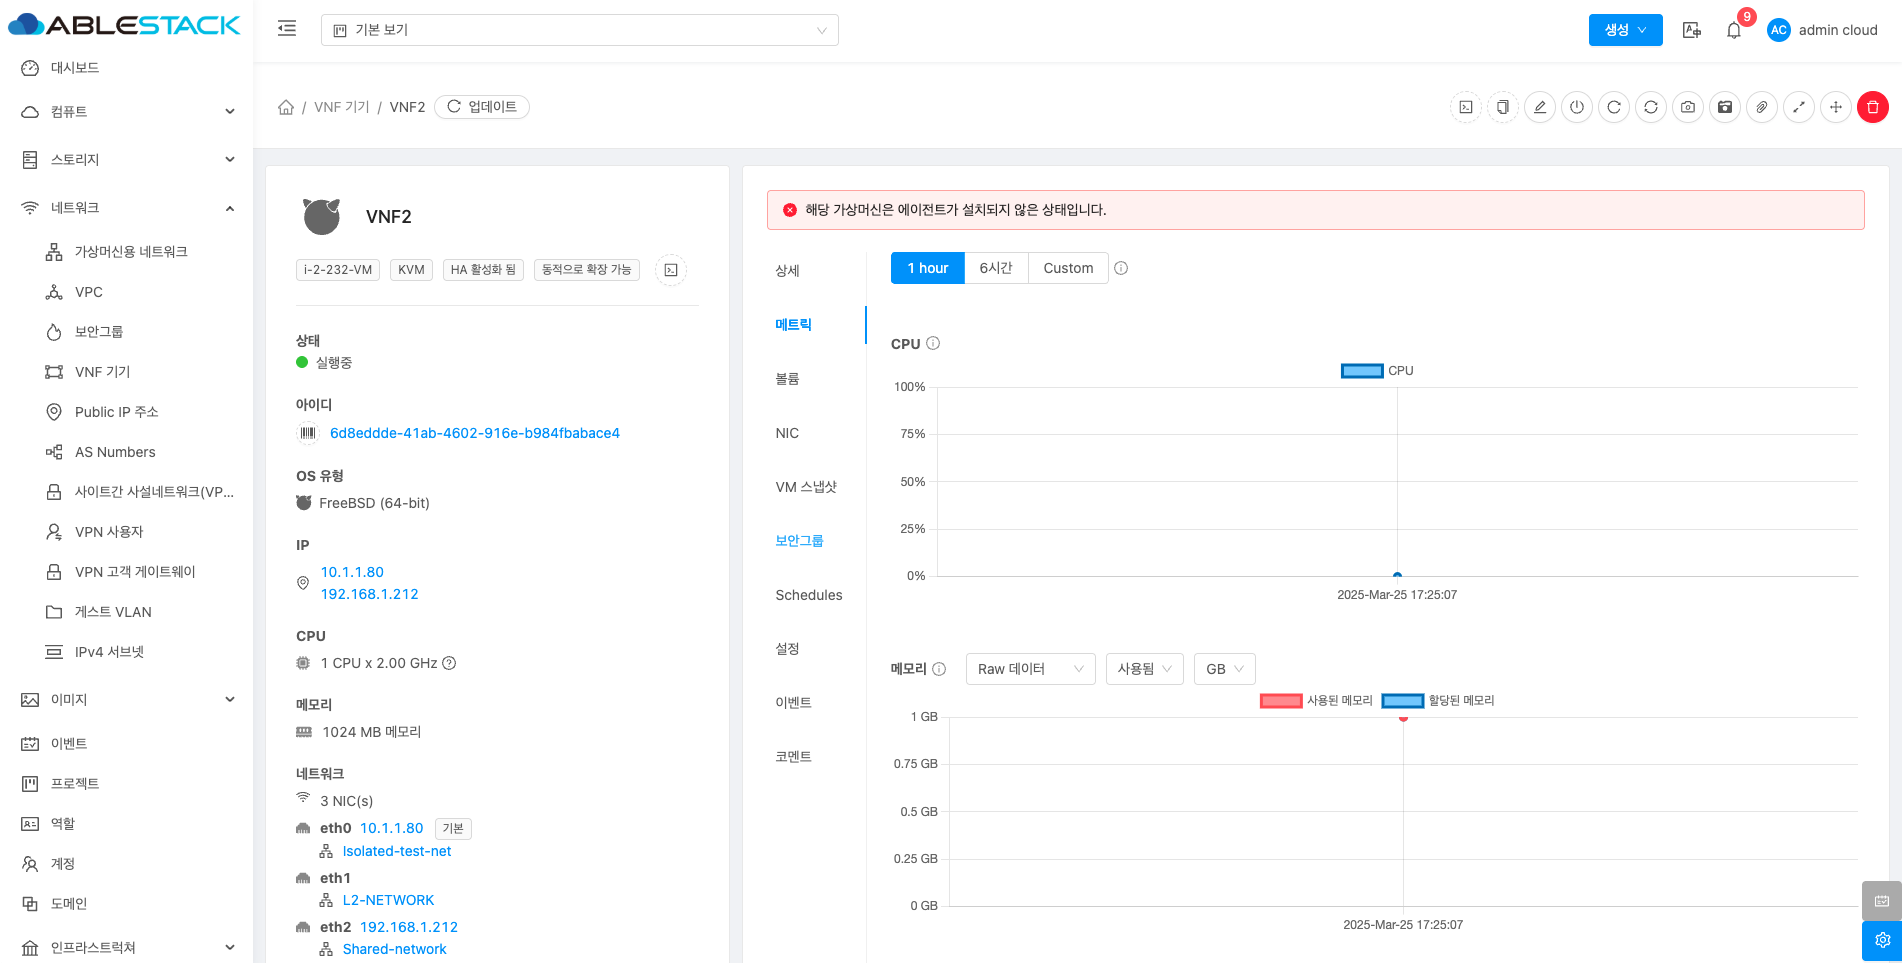 ABLESTACK
기본 보기
생성
9
AC
admin cloud
대시보드
컴퓨트
스토리지
네트워크
가상머신용 네트워크
VPC
보안그룹
VNF 기기
Public IP 주소
AS Numbers
사이트간 사설네트워크(VP...
VPN 사용자
VPN 고객 게이트웨이
게스트 VLAN
IPv4 서브넷
이미지
이벤트
프로젝트
역할
계정
도메인
인프라스트럭쳐
/ VNF 기기 / VNF2
업데이트
VNF2
i-2-232-VM
KVM
HA 활성화 됨
동적으로 확장 가능
상태
실행중
아이디
6d8eddde-41ab-4602-916e-b984fbabace4
OS 유형
FreeBSD (64-bit)
IP
10.1.1.80
192.168.1.212
CPU
1 CPU x 2.00 GHz
메모리
1024 MB 메모리
네트워크
3 NIC(s)
eth0 10.1.1.80 기본
Isolated-test-net
eth1
L2-NETWORK
eth2 192.168.1.212
Shared-network
해당 가상머신은 에이전트가 설치되지 않은 상태입니다.
상세
메트릭
볼륨
NIC
VM 스냅샷
보안그룹
Schedules
설정
이벤트
코멘트
1 hour
6시간
Custom
CPU
CPU
100%
75%
50%
25%
0%
2025-Mar-25 17:25:07
메모리
Raw 데이터
사용됨
GB
사용된 메모리
할당된 메모리
1 GB
0.75 GB
0.5 GB
0.25 GB
0 GB
2025-Mar-25 17:25:07